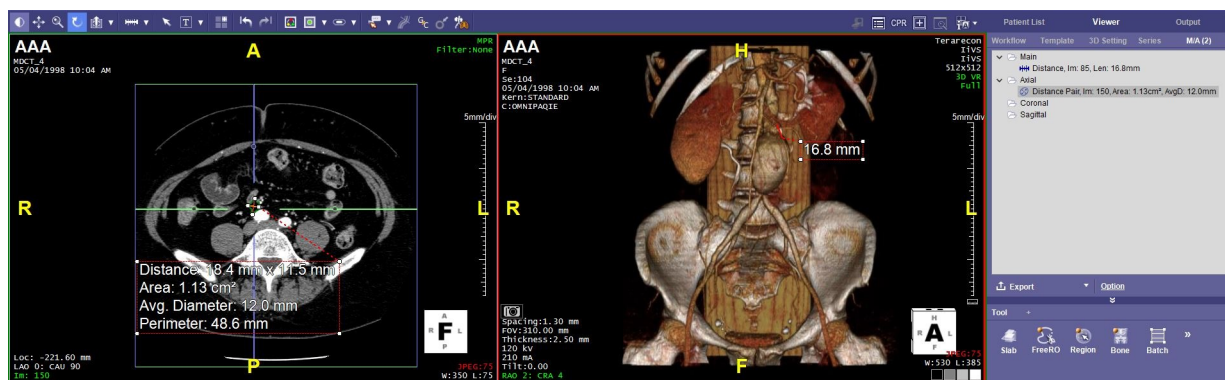 CPR
Patient List
Viewer
Output
Workflow
Template
3D Setting
Series
M/A (2)
AAA
MDCT_4
05/04/1998 10:04 AM
A
MPR
Filter:None
5mm/div
R
L
Distance: 18.4 mm x 11.5 mm
Area: 1.13 cm²
Avg. Diameter: 12.0 mm
Perimeter: 48.6 mm
A
R F L
P
Loc: -221.60 mm
LAO 0: CAU 90
Im: 150
P
JPEG:75
W:350 L:75
AAA
MDCT_4
F
Se:104
05/04/1998 10:04 AM
Kern:STANDARD
C:OMNIPAQIE
H
Terarecon
IiVS
IiVS
512x512
3D VR
Full
5mm/div
16.8 mm
R
L
Spacing:1.30 mm
FOV:310.00 mm
Thickness:2.50 mm
120 kv
210 mA
Tilt:0.00
RAO 2: CRA 4
F
H
R A L
F
JPEG:75
W:530 L:385
Main
Distance, Im: 85, Len: 16.8mm
Axial
Distance Pair, Im: 150, Area: 1.13cm², AvgD: 12.0mm
Coronal
Sagittal
Export
Option
Tool
+
Slab
FreeRO
Region
Bone
Batch
»